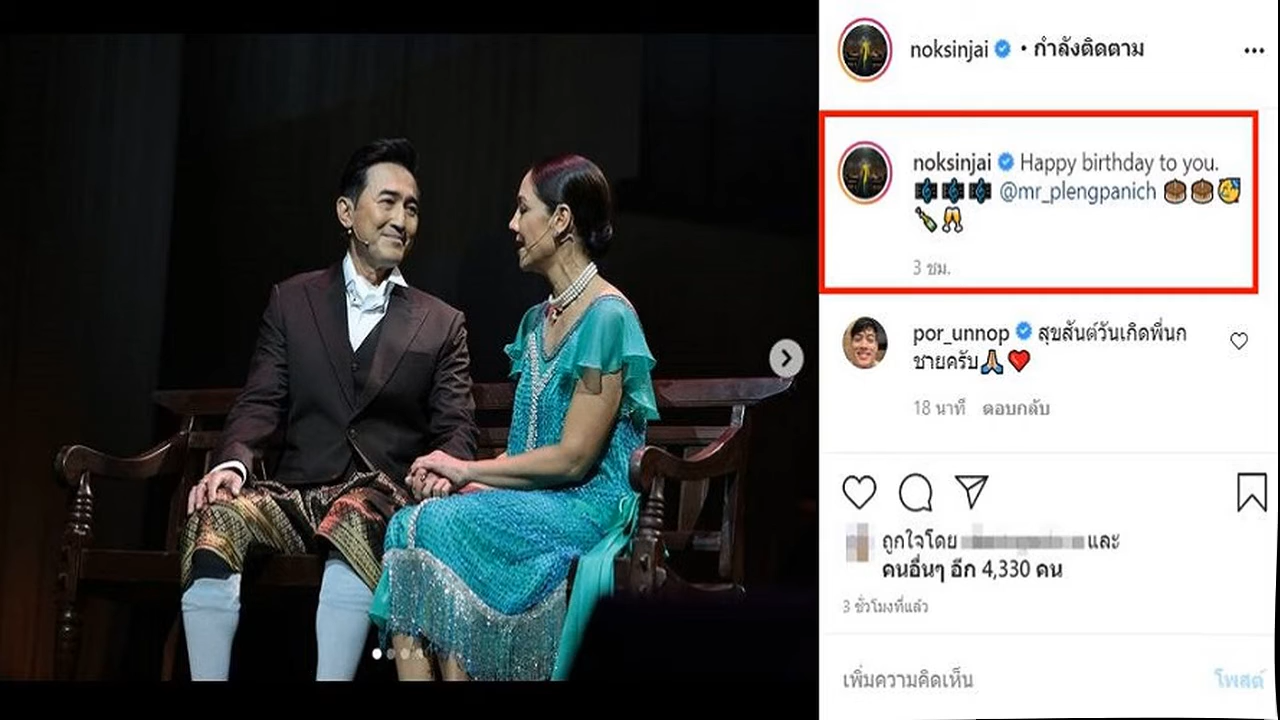 noksinjai • กำลังติดตาม
noksinjai Happy birthday to you.
🎼🎼🎼 @mr_plengpanich 🎂🎂🥳
🍾🥂
3 ชม.
por_unnop สุขสันต์วันเกิดพี่นก
ชายครับ🙏🏻❤️
18 นาที ตอบกลับ
ถูกใจโดย และ
คนอื่นๆ อีก 4,330 คน
3 ชั่วโมงที่แล้ว
เพิ่มความคิดเห็น โพสต์